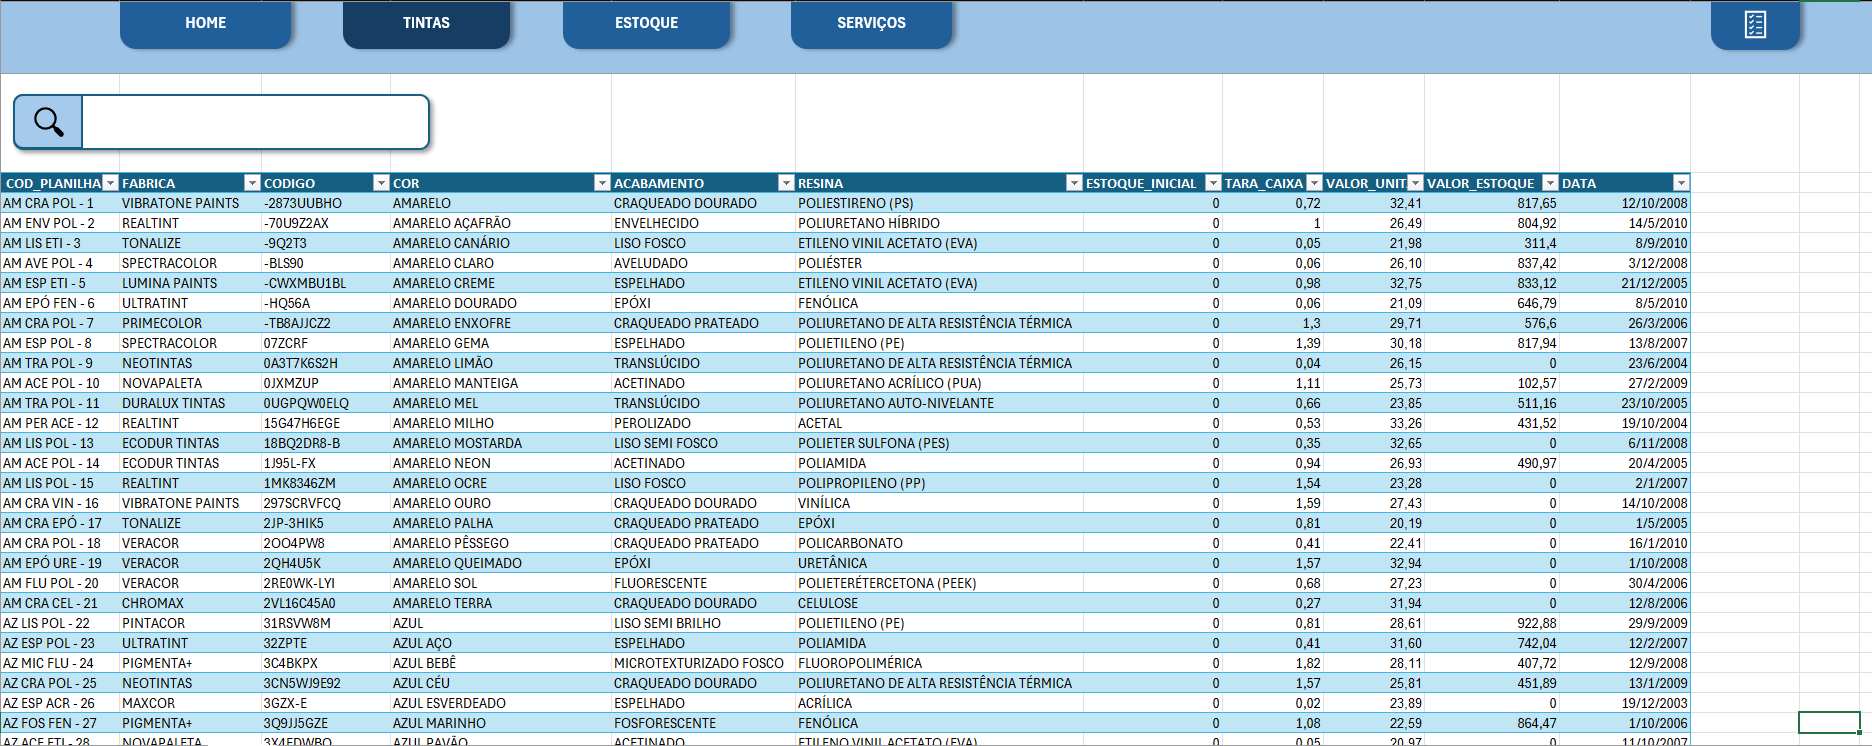 HOME TINTAS ESTOQUE SERVIÇOS
COD_PLANILHA FABRICA CODIGO COR ACABAMENTO RESINA ESTOQUE_INICIAL TARA_CAIXA VALOR_UNIT VALOR_ESTOQUE DATA
AM CRA POL - 1 VIBRATONE PAINTS -2873UUBHO AMARELO CRAQUEADO DOURADO POLIESTIRENO (PS) 0 0,72 32,41 817,65 12/10/2008
AM ENV POL - 2 REALTINT -70U9Z2AX AMARELO AÇAFRÃO ENVELHECIDO POLIURETANO HÍBRIDO 0 1 26,49 804,92 14/5/2010
AM LIS ETI - 3 TONALIZE -9Q2T3 AMARELO CANÁRIO LISO FOSCO ETILENO VINIL ACETATO (EVA) 0 0,05 21,98 311,4 8/9/2010
AM AVE POL - 4 SPECTRACOLOR -BLS90 AMARELO CLARO AVELUDADO POLIÉSTER 0 0,06 26,10 837,42 3/12/2008
AM ESP ETI - 5 LUMINA PAINTS -CWXMBU1BL AMARELO CREME ESPELHADO ETILENO VINIL ACETATO (EVA) 0 0,98 32,75 833,12 21/12/2005
AM EPÓ FEN - 6 ULTRATINT -HQ56A AMARELO DOURADO EPÓXI FENÓLICA 0 0,06 21,09 646,79 8/5/2010
AM CRA POL - 7 PRIMECOLOR -TB8AJJCZ2 AMARELO ENXOFRE CRAQUEADO PRATEADO POLIURETANO DE ALTA RESISTÊNCIA TÉRMICA 0 1,3 29,71 576,6 26/3/2006
AM ESP POL - 8 SPECTRACOLOR 07ZCRF AMARELO GEMA ESPELHADO POLIETILENO (PE) 0 1,39 30,18 817,94 13/8/2007
AM TRA POL - 9 NEOTINTAS 0A3T7K6S2H AMARELO LIMÃO TRANSLÚCIDO POLIURETANO DE ALTA RESISTÊNCIA TÉRMICA 0 0,04 26,15 0 23/6/2004
AM ACE POL - 10 NOVAPALETA 0JXMZUP AMARELO MANTEIGA ACETINADO POLIURETANO ACRÍLICO (PUA) 0 1,11 25,73 102,57 27/2/2009
AM TRA POL - 11 DURALUX TINTAS 0UGPQW0ELQ AMARELO MEL TRANSLÚCIDO POLIURETANO AUTO-NIVELANTE 0 0,66 23,85 511,16 23/10/2005
AM PER ACE - 12 REALTINT 15G47H6EGE AMARELO MILHO PEROLIZADO ACETAL 0 0,53 33,26 431,52 19/10/2004
AM LIS POL - 13 ECODUR TINTAS 18BQ2DR8-B AMARELO MOSTARDA LISO SEMI FOSCO POLIETER SULFONA (PES) 0 0,35 32,65 0 6/11/2008
AM ACE POL - 14 ECODUR TINTAS 1J95L-FX AMARELO NEON ACETINADO POLIAMIDA 0 0,94 26,93 490,97 20/4/2005
AM LIS POL - 15 REALTINT 1MK8346ZM AMARELO OCRE LISO FOSCO POLIPROPILENO (PP) 0 1,54 23,28 0 2/1/2007
AM CRA VIN - 16 VIBRATONE PAINTS 297SCRVFCQ AMARELO OURO CRAQUEADO DOURADO VINÍLICA 0 1,59 27,43 0 14/10/2008
AM CRA EPÓ - 17 TONALIZE 2JP-3HIK5 AMARELO PALHA CRAQUEADO PRATEADO EPÓXI 0 0,81 20,19 0 1/5/2005
AM CRA POL - 18 VERACOR 2OO4PW8 AMARELO PÊSSEGO CRAQUEADO PRATEADO POLICARBONATO 0 0,41 22,41 0 16/1/2010
AM EPÓ URE - 19 VERACOR 2QH4U5K AMARELO QUEIMADO EPÓXI URETÂNICA 0 1,57 32,94 0 1/10/2008
AM FLU POL - 20 VERACOR 2RE0WK-LYI AMARELO SOL FLUORESCENTE POLIETERÉTERCETONA (PEEK) 0 0,68 27,23 0 30/4/2006
AM CRA CEL - 21 CHROMAX 2VL16C45A0 AMARELO TERRA CRAQUEADO DOURADO CELULOSE 0 0,27 31,94 0 12/8/2006
AZ LIS POL - 22 PINTACOR 31RSVW8M AZUL LISO SEMI BRILHO POLIETILENO (PE) 0 0,81 28,61 922,88 29/9/2009
AZ ESP POL - 23 ULTRATINT 32ZPTE AZUL AÇO ESPELHADO POLIAMIDA 0 0,41 31,60 742,04 12/2/2007
AZ MIC FLU - 24 PIGMENTA+ 3C4BKPX AZUL BEBÊ MICROTEXTURIZADO FOSCO FLUOROPOLIMÉRICA 0 1,82 28,11 407,72 12/9/2008
AZ CRA POL - 25 NEOTINTAS 3CN5WJ9E92 AZUL CÉU CRAQUEADO DOURADO POLIURETANO DE ALTA RESISTÊNCIA TÉRMICA 0 1,57 25,81 451,89 13/1/2009
AZ ESP ACR - 26 MAXCOR 3GZX-E AZUL ESVERDEADO ESPELHADO ACRÍLICA 0 0,02 23,89 0 19/12/2003
AZ FOS FEN - 27 PIGMENTA+ 3Q9JJ5GZE AZUL MARINHO FOSFORESCENTE FENÓLICA 0 1,08 22,59 864,47 1/10/2006
AZ ACE ETI - 28 NOVAPALETA 3X4FDWBO AZUL PAVÃO ACETINADO ETILENO VINIL ACETATO (EVA) 0 0,05 20,97 0 11/10/2007